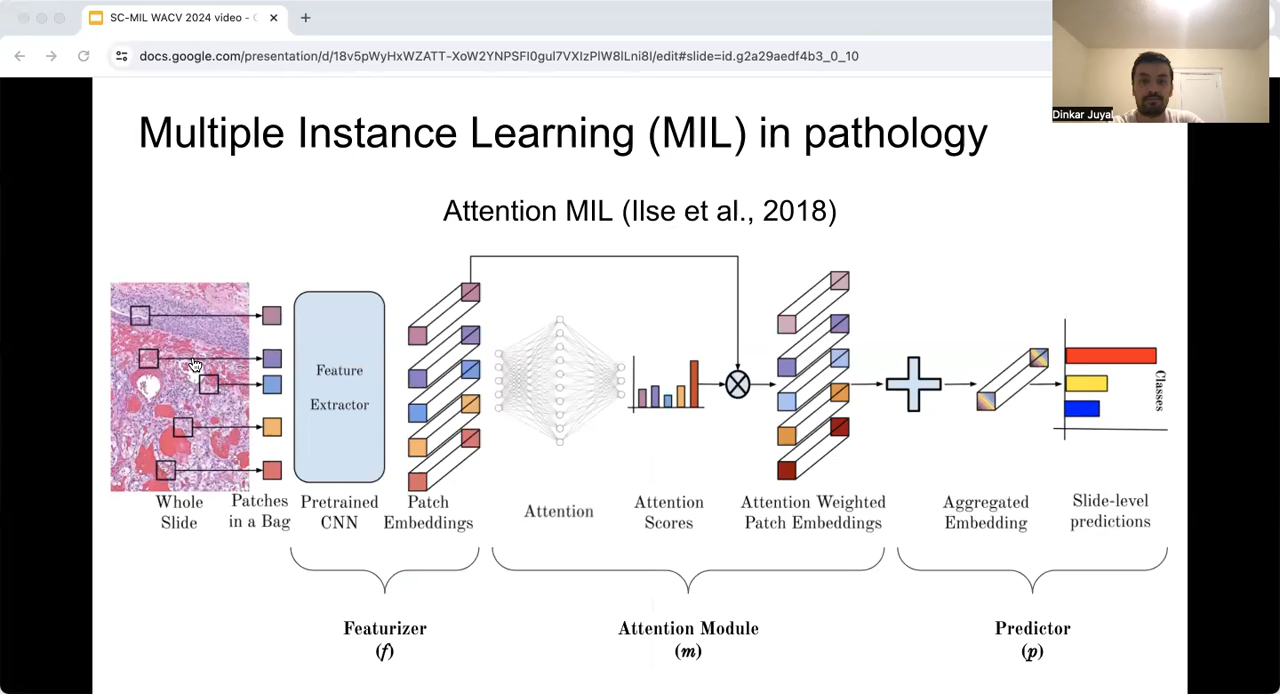 SC-MIL WACV 2024 video -
docs.google.com/presentation/d/18v5pWyHxWZATT-XoW2YNPSFI0gul7VXIzPlW8lLni8I/edit#slide=id.g2a29aedf4b3_0_10
Dinkar Juyal
Multiple Instance Learning (MIL) in pathology
Attention MIL (Ilse et al., 2018)
Feature
Extractor
Classes
Whole
Slide
Patches
in a Bag
Pretrained
CNN
Patch
Embeddings
Attention
Attention
Scores
Attention Weighted
Patch Embeddings
Aggregated
Embedding
Slide-level
predictions
Featurizer
(f)
Attention Module
(m)
Predictor
(p)